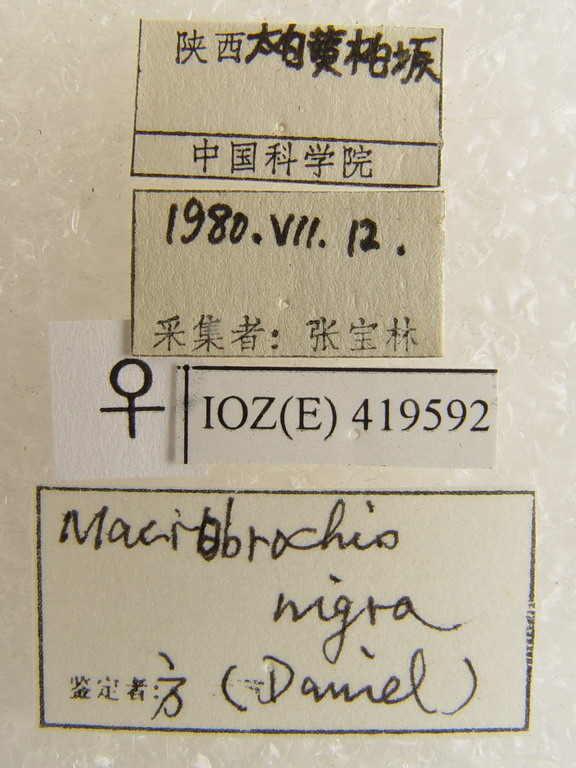 陕西太白黄柏塬
中国科学院
1980.VII.12.
采集者：张宝林
♀
IOZ(E) 419592
Macrobrochis
nigra
鉴定者：方 (Daniel)